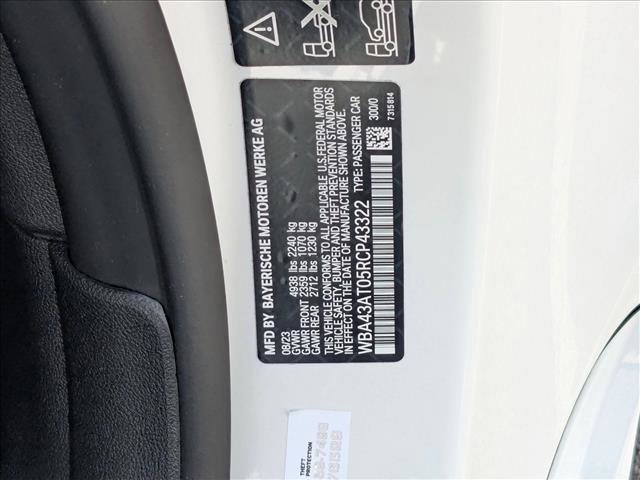 MFD BY BAYERISCHE MOTOREN WERKE AG
08/23
GVWR 4938 lbs 2240 kg
GAWR FRONT 2359 lbs 1070 kg
GAWR REAR 2712 lbs 1230 kg
THIS VEHICLE CONFORMS TO ALL APPLICABLE U.S.FEDERAL MOTOR
VEHICLE SAFETY, BUMPER AND THEFT PREVENTION STANDARDS
IN EFFECT ON THE DATE OF MANUFACTURE SHOWN ABOVE.
WBA43AT05RCP43322 TYPE: PASSENGER CAR
300/0
7315814
THEFT
PROTECTION